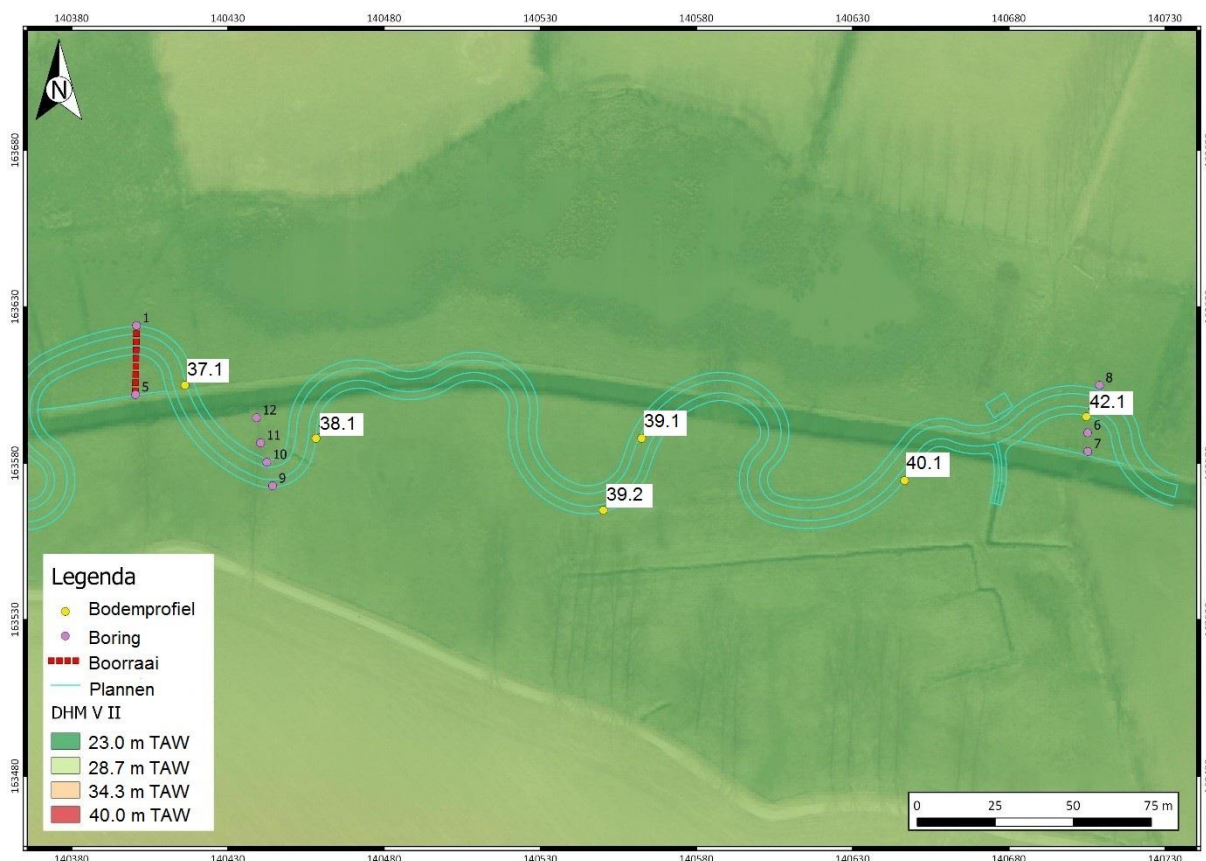 140380 140430 140480 140530 140580 140630 140680 140730
N
163680
163630
1
37.1
8
5
42.1
12
38.1
39.1
6
11
7
163580
10
40.1
9
39.2
Legenda
Bodemprofiel
Boring
Boorraai
Plannen
DHM V II
23.0 m TAW
28.7 m TAW
34.3 m TAW
40.0 m TAW
163530
163480
0 25 50 75 m
140380 140430 140480 140530 140580 140630 140680 140730